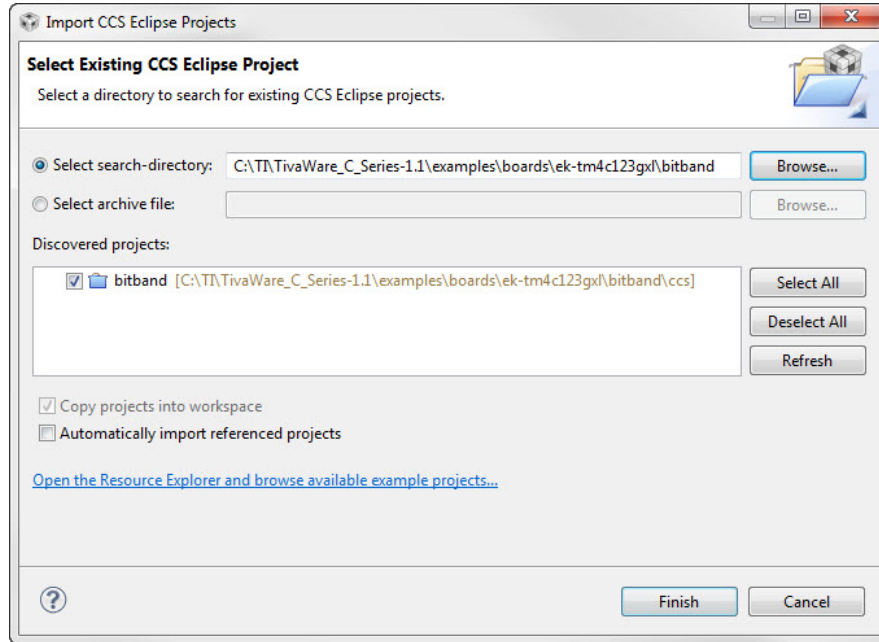 Import CCS Eclipse Projects
Select Existing CCS Eclipse Project
Select a directory to search for existing CCS Eclipse projects.
Select search-directory: C:\TI\TivaWare_C_Series-1.1\examples\boards\ek-tm4c123gxl\bitband Browse...
Select archive file: Browse...
Discovered projects:
bitband [C:\TI\TivaWare_C_Series-1.1\examples\boards\ek-tm4c123gxl\bitband\ccs] Select All
Deselect All
Refresh
Copy projects into workspace
Automatically import referenced projects
Open the Resource Explorer and browse available example projects...
? Finish Cancel